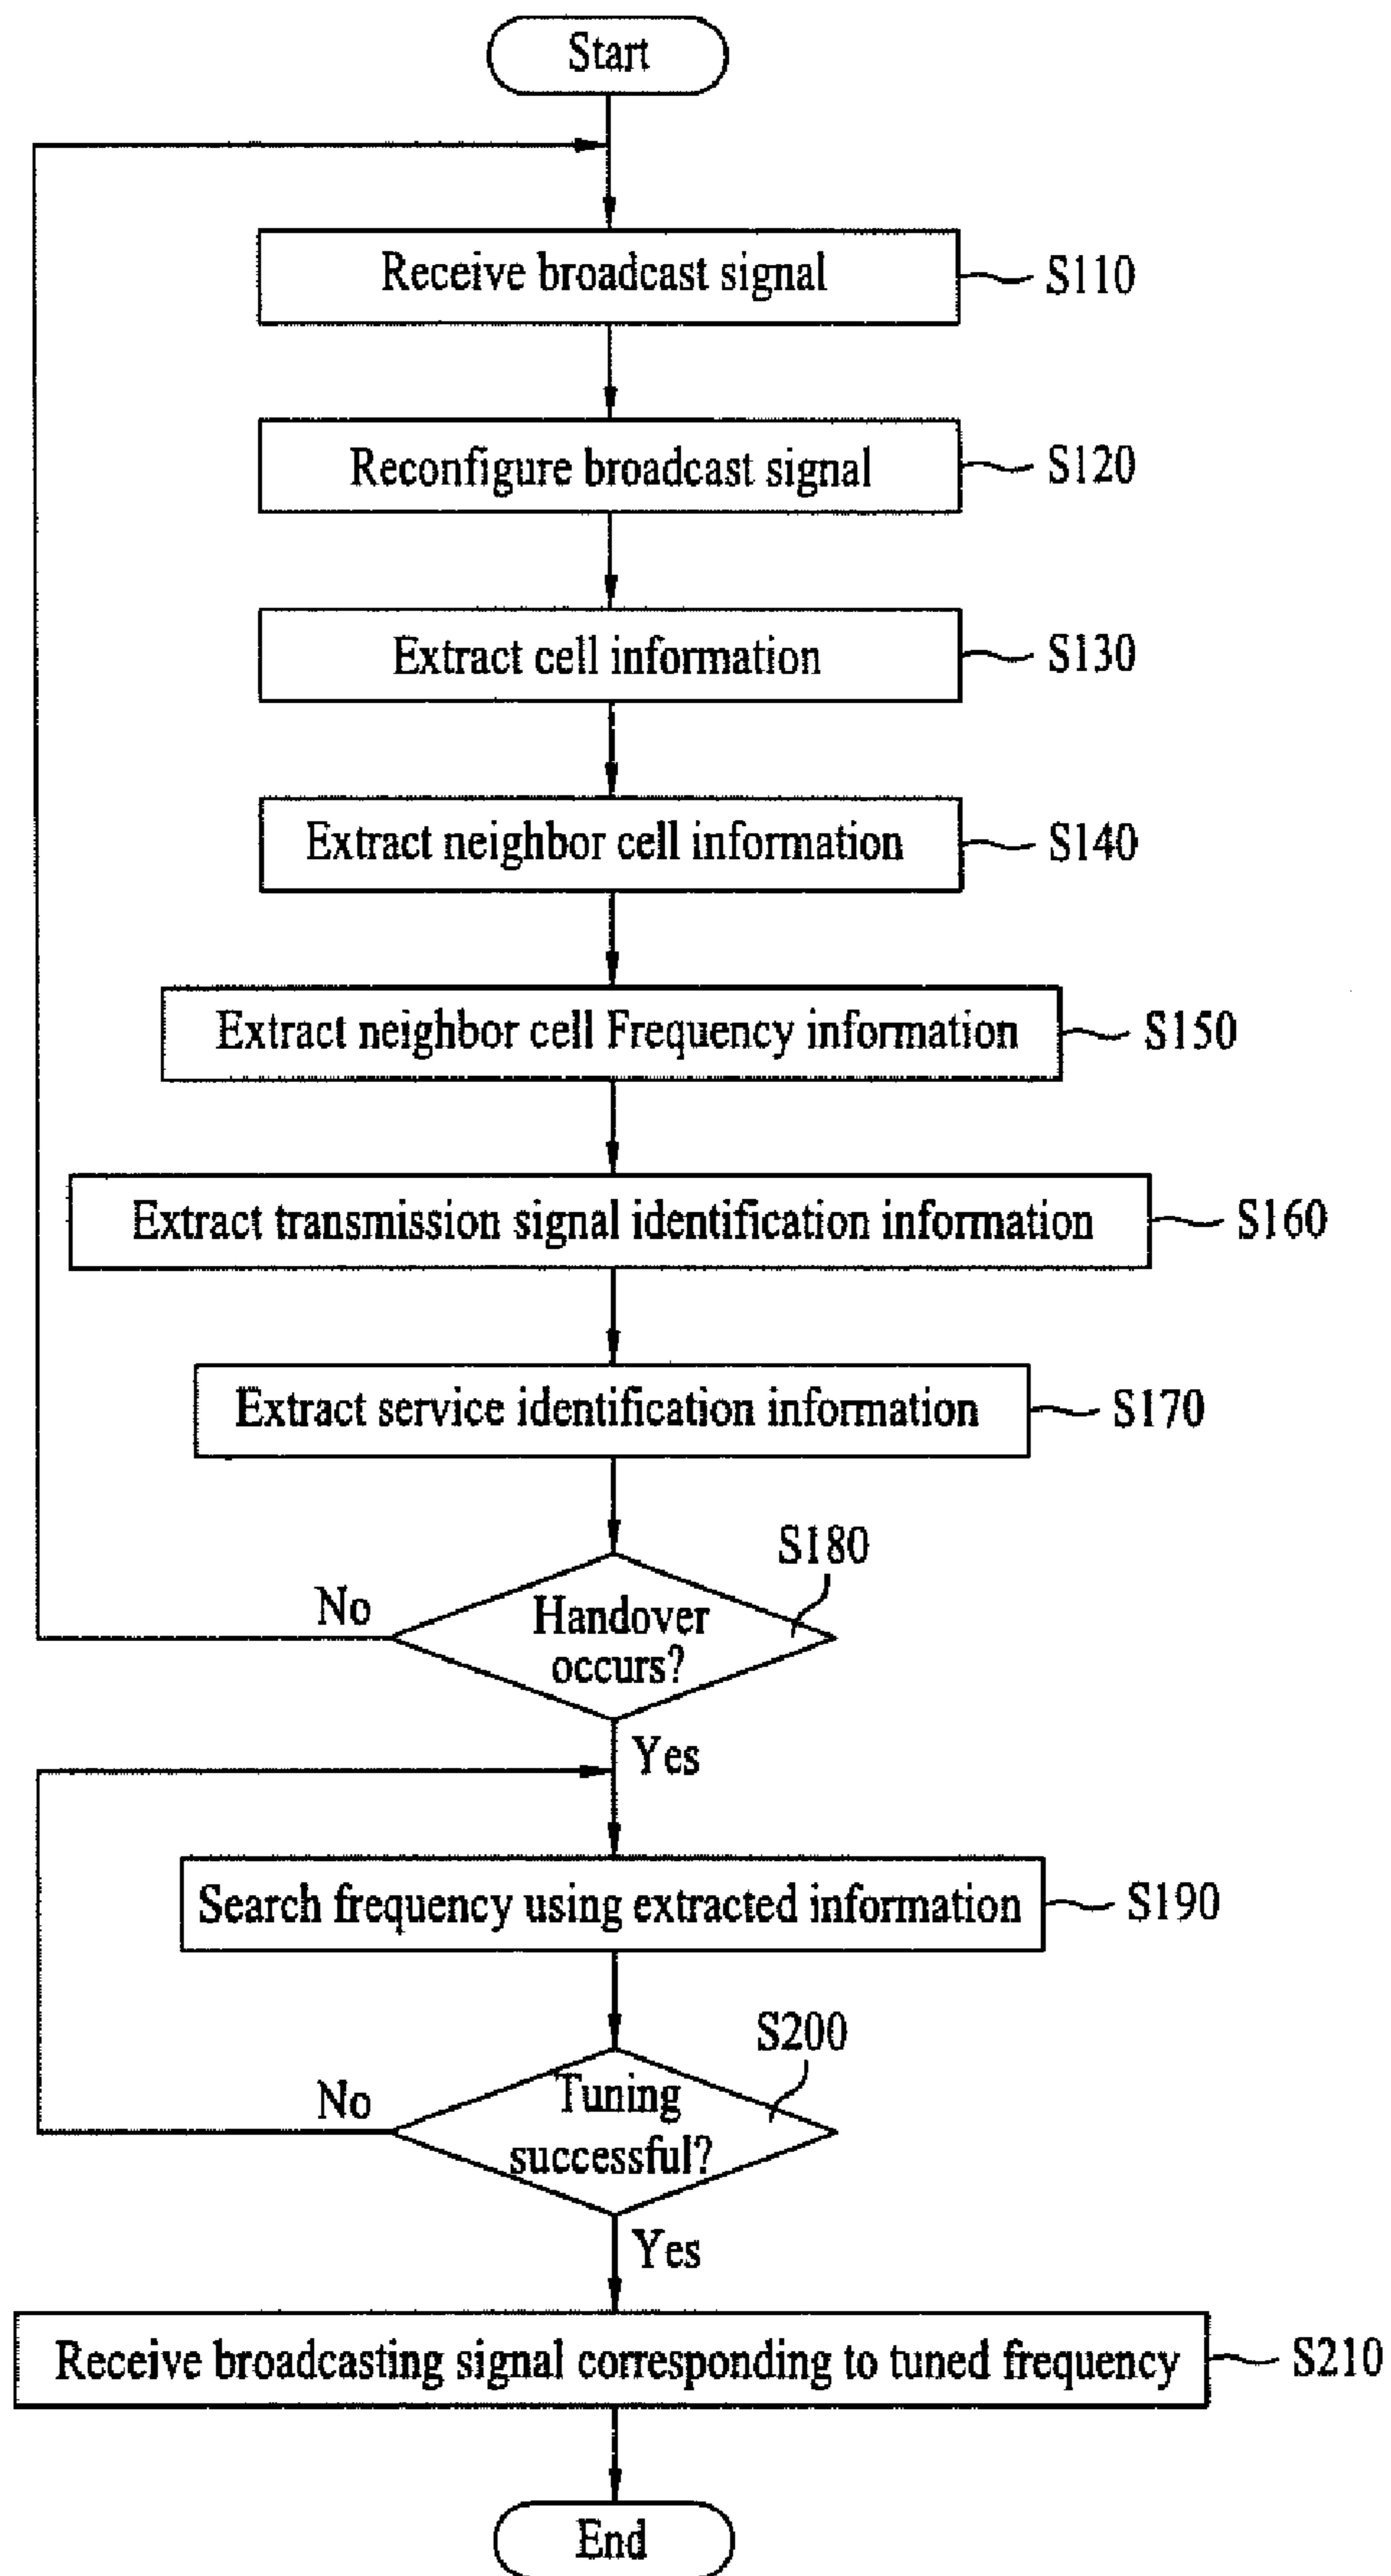 Start
Receive broadcast signal
S110
Reconfigure broadcast signal
S120
Extract cell information
S130
Extract neighbor cell information
S140
Extract neighbor cell Frequency information
S150
Extract transmission signal identification information
S160
Extract service identification information
S170
S180
No
Handover
occurs?
Yes
Search frequency using extracted information
S190
S200
No
Tuning
successful?
Yes
Receive broadcasting signal corresponding to tuned frequency
S210
End